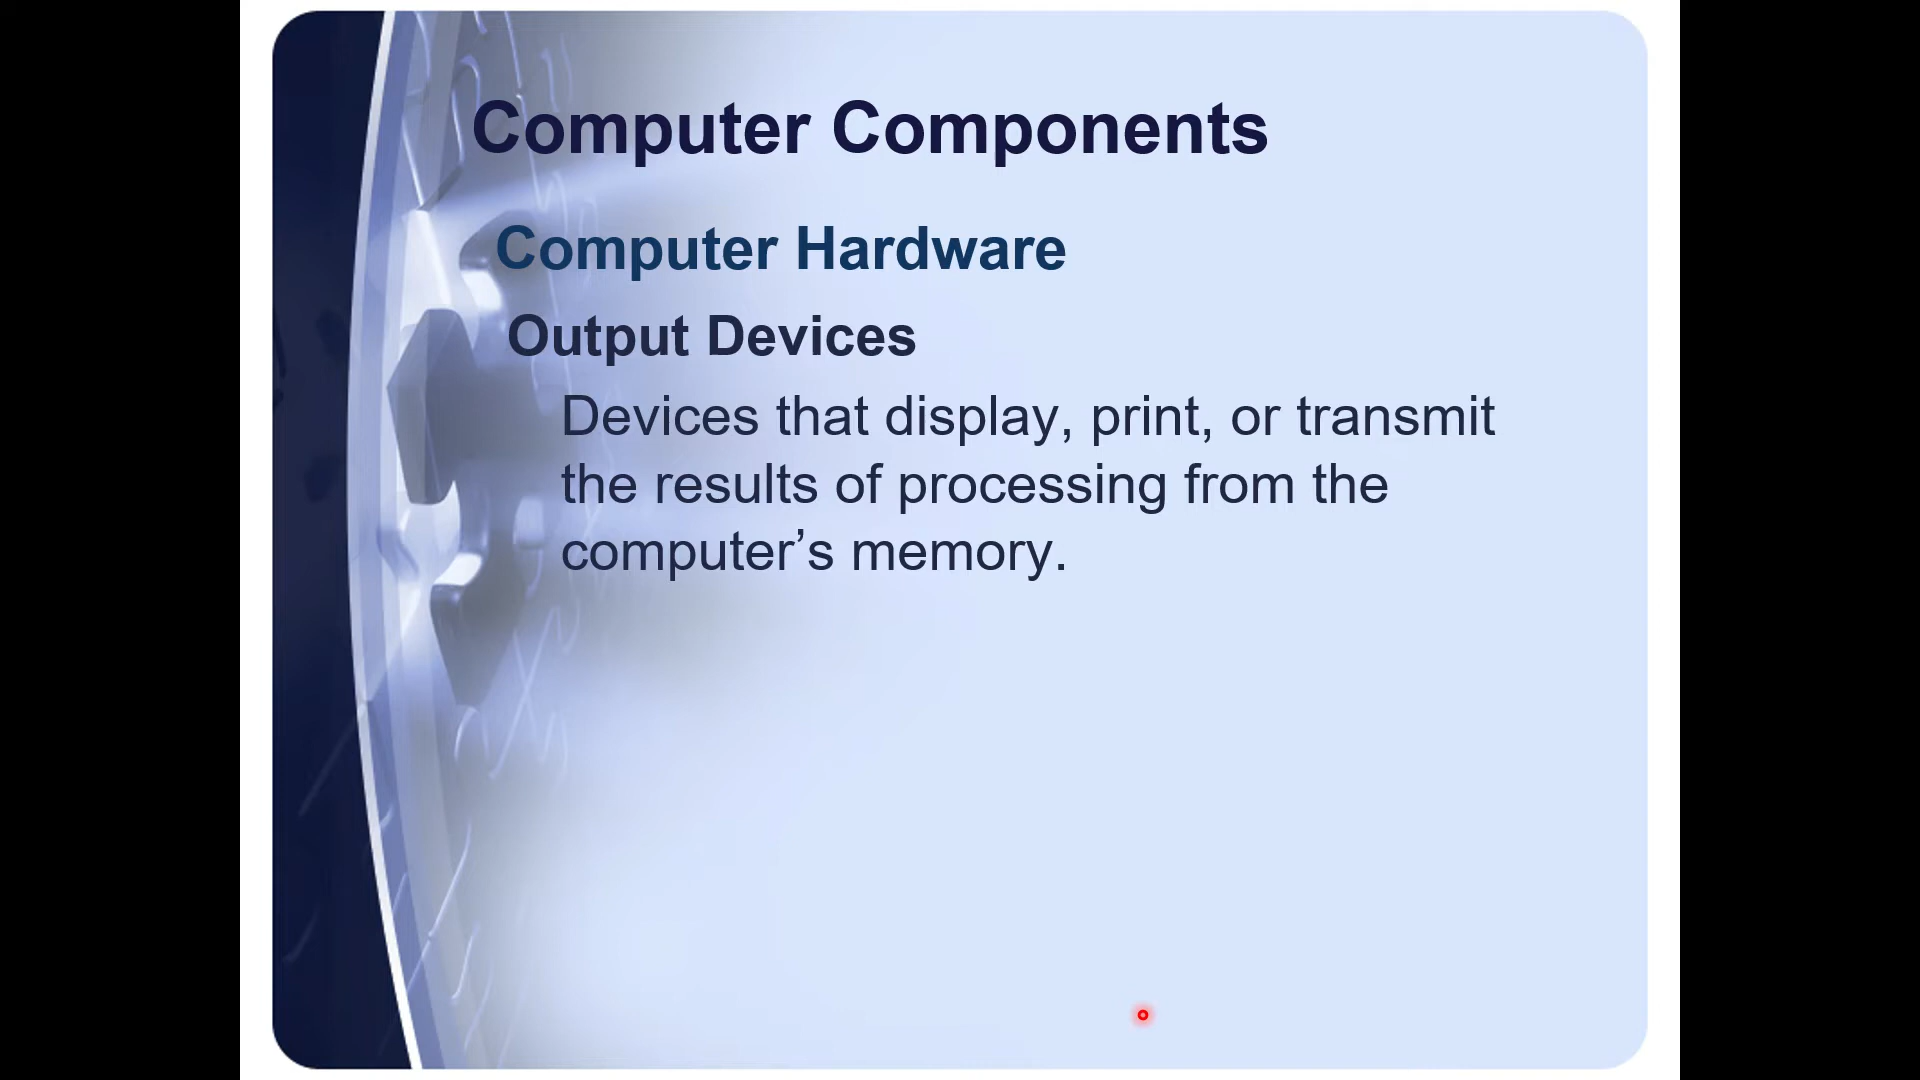 Computer Components
Computer Hardware
Output Devices
Devices that display, print, or transmit
the results of processing from the
computer’s memory.